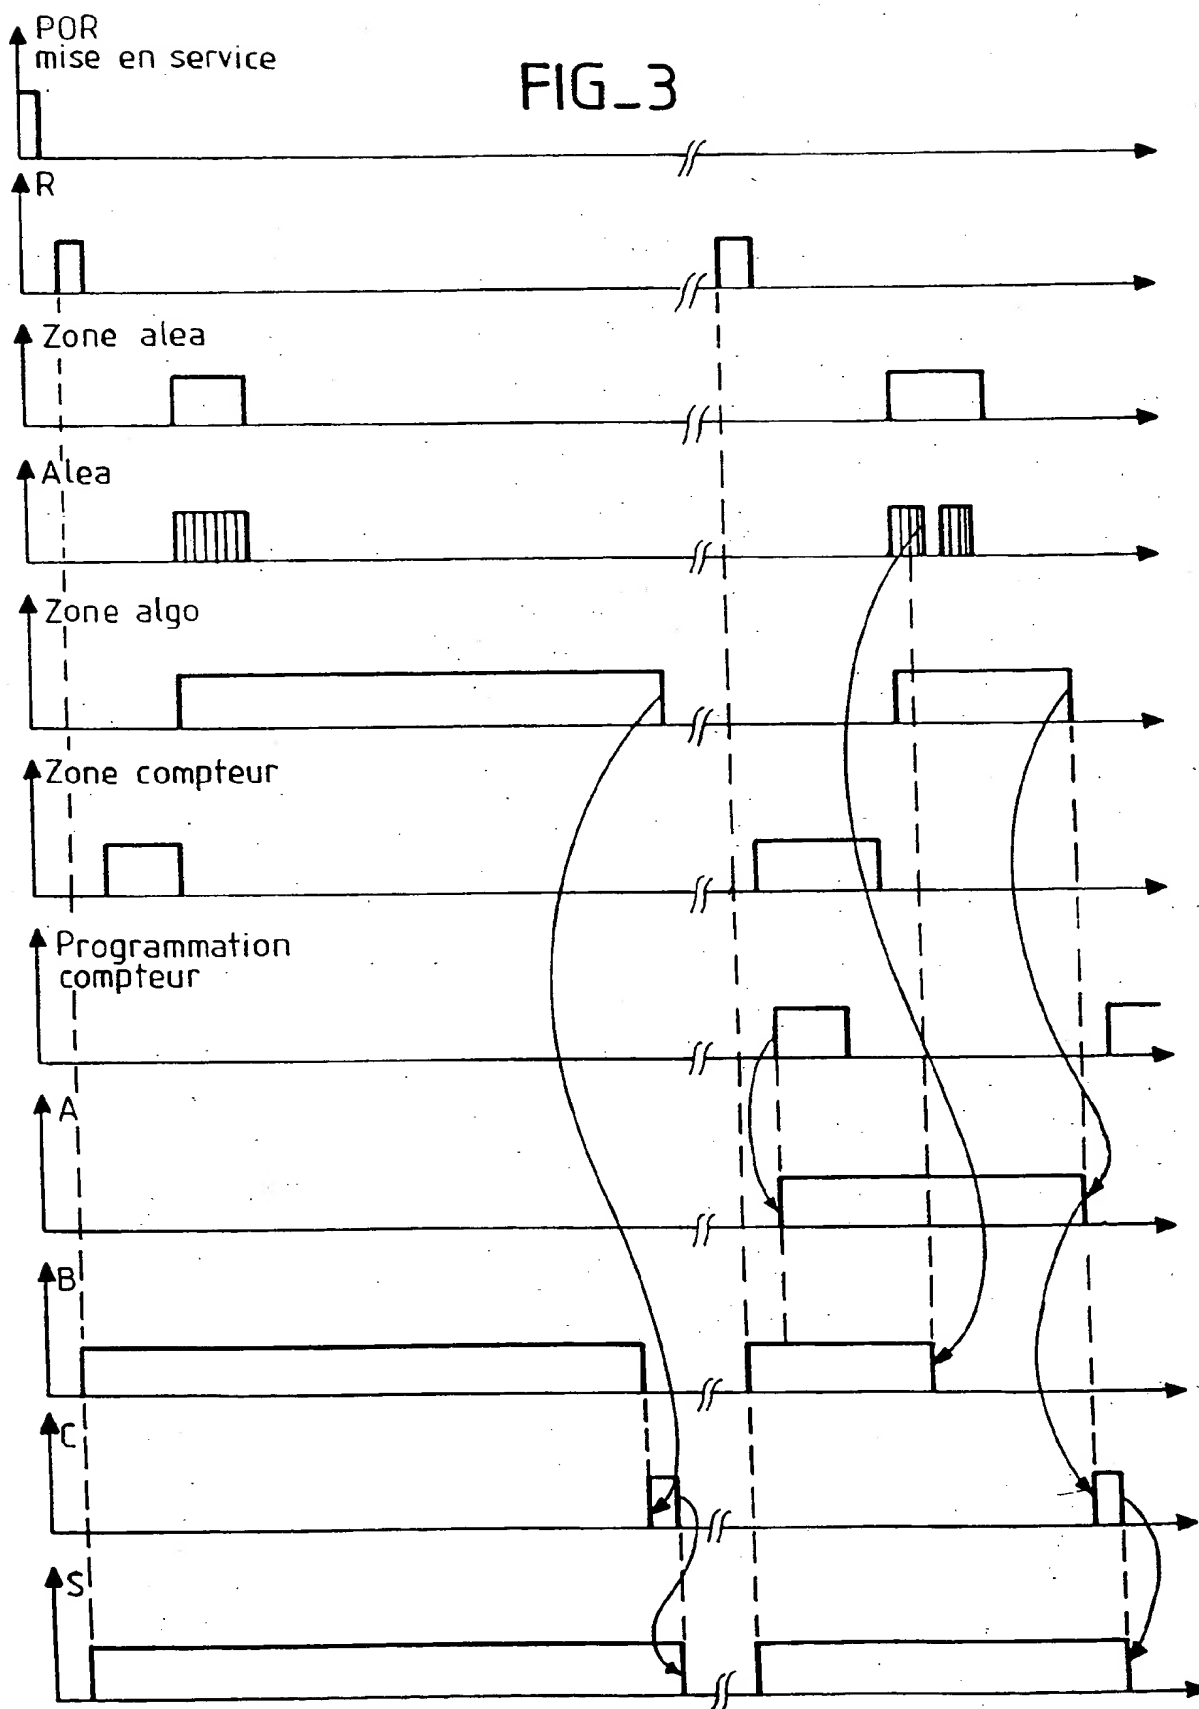 POR
mise en service
FIG_3
R
Zone alea
Alea
Zone algo
Zone compteur
Programmation
compteur
A
B
C
S